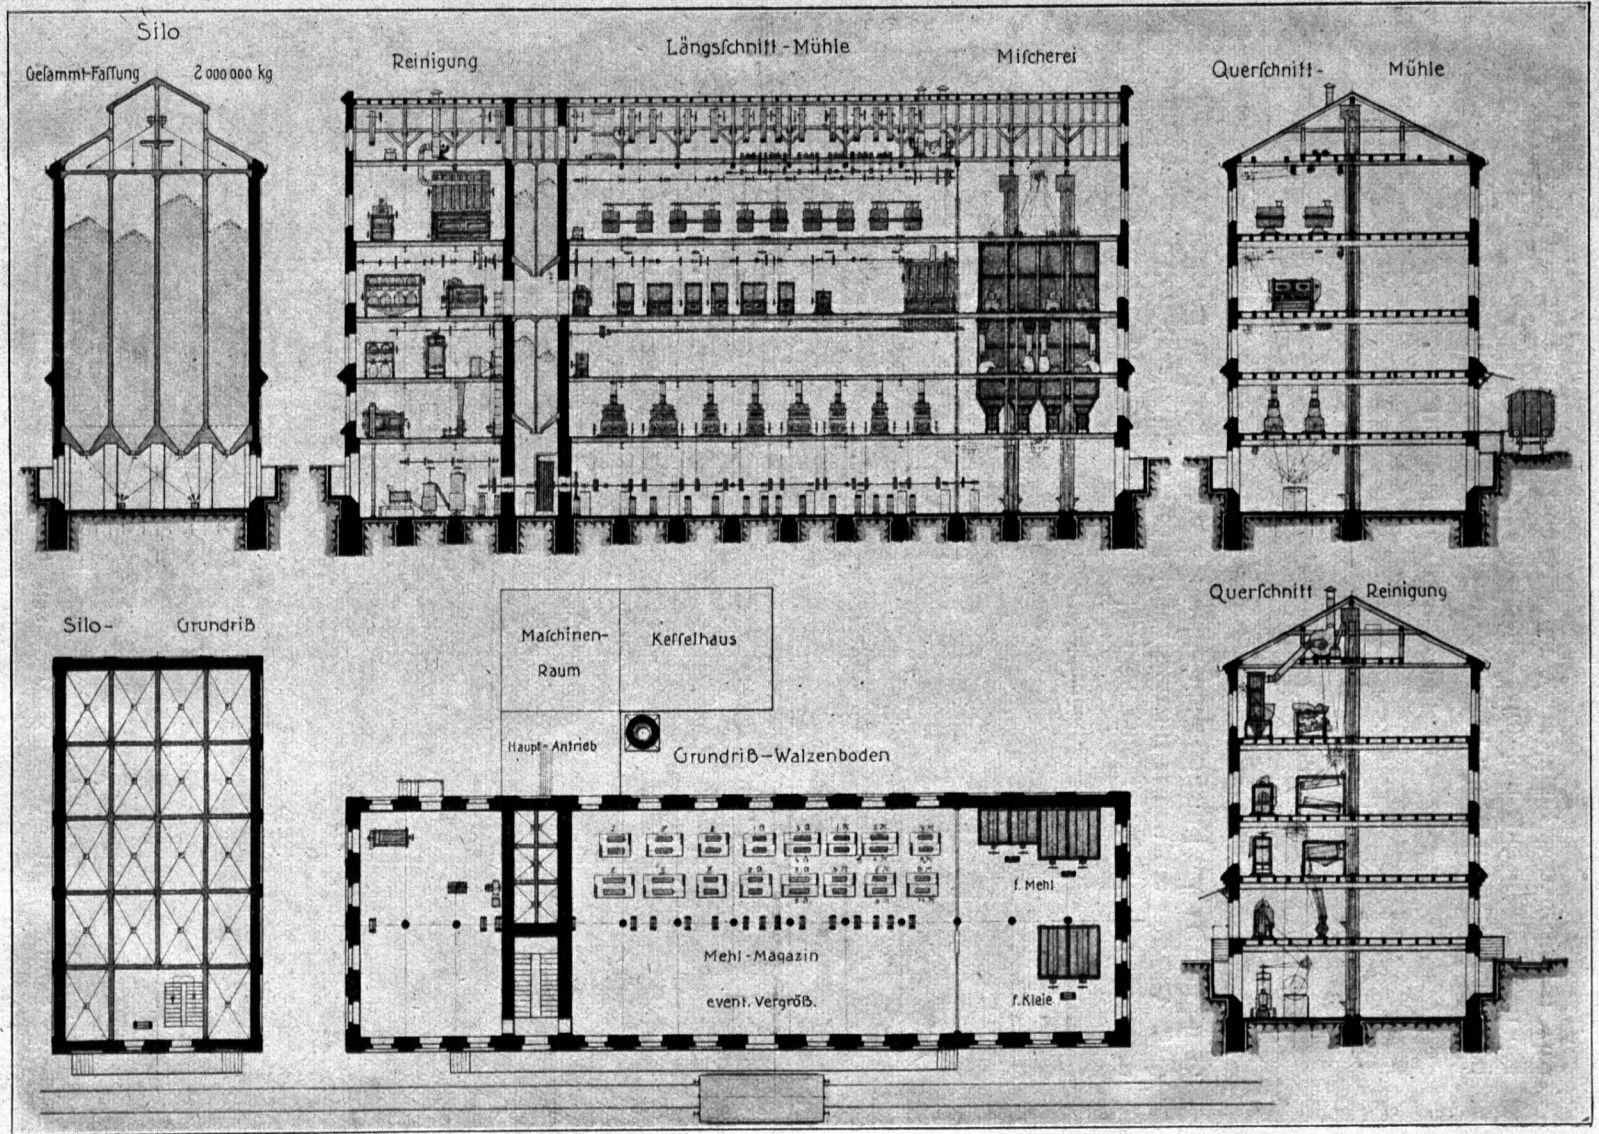 Silo
Gesammt-Fassung 2 000 000 kg
Reinigung
Längsſchnitt - Mühle
Miſcherei
Querſchnitt - Mühle
Silo - Grundriß
Maſchinen-
Raum
Keſſelhaus
Haupt - Antrieb
Grundriß - Walzenboden
Querſchnitt Reinigung
f. Mehl
Mehl - Magazin
event. Vergröß.
f. Kleie